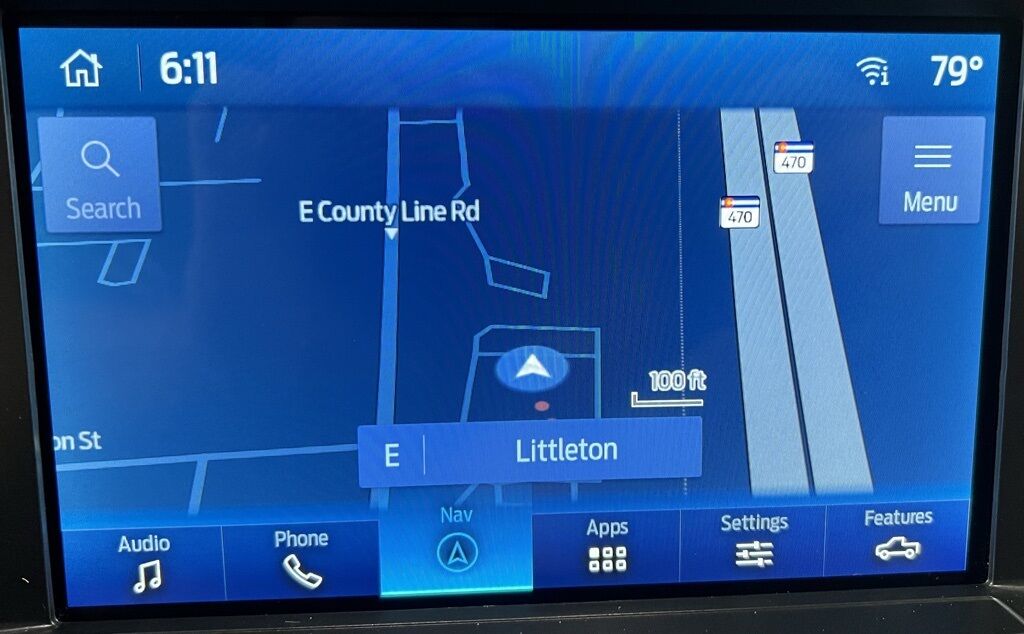 6:11
79°
Search
Menu
470
470
E County Line Rd
100 ft
on St
E
Littleton
Audio
Phone
Nav
Apps
Settings
Features